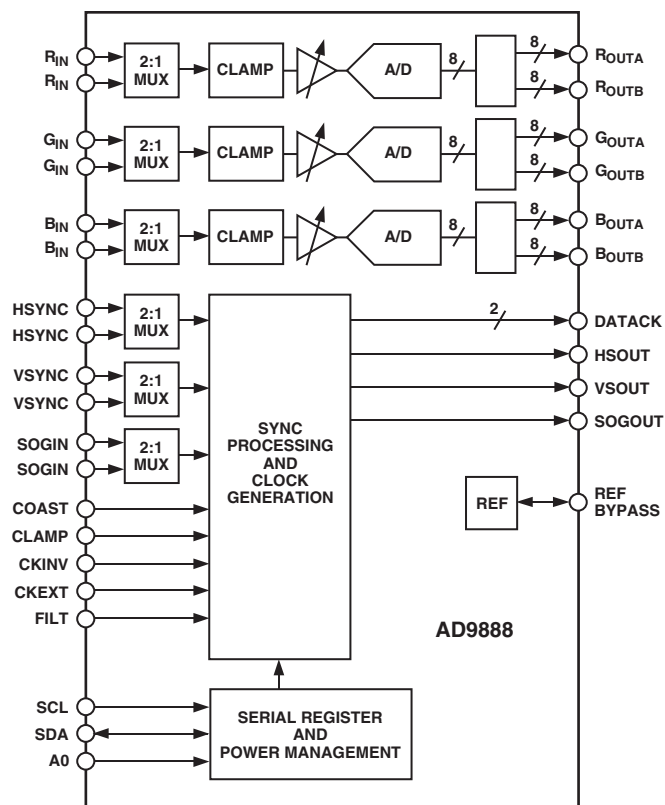 RIN
RIN
2:1
MUX
CLAMP
A/D
8
8
8
ROUTA
ROUTB
GIN
GIN
2:1
MUX
CLAMP
A/D
8
8
8
GOUTA
GOUTB
BIN
BIN
2:1
MUX
CLAMP
A/D
8
8
8
BOUTA
BOUTB
HSYNC
HSYNC
2:1
MUX
VSYNC
VSYNC
2:1
MUX
SOGIN
SOGIN
2:1
MUX
COAST
CLAMP
CKINV
CKEXT
FILT
SYNC
PROCESSING
AND
CLOCK
GENERATION
2
DATACK
HSOUT
VSOUT
SOGOUT
REF
REF
BYPASS
AD9888
SCL
SDA
A0
SERIAL REGISTER
AND
POWER MANAGEMENT